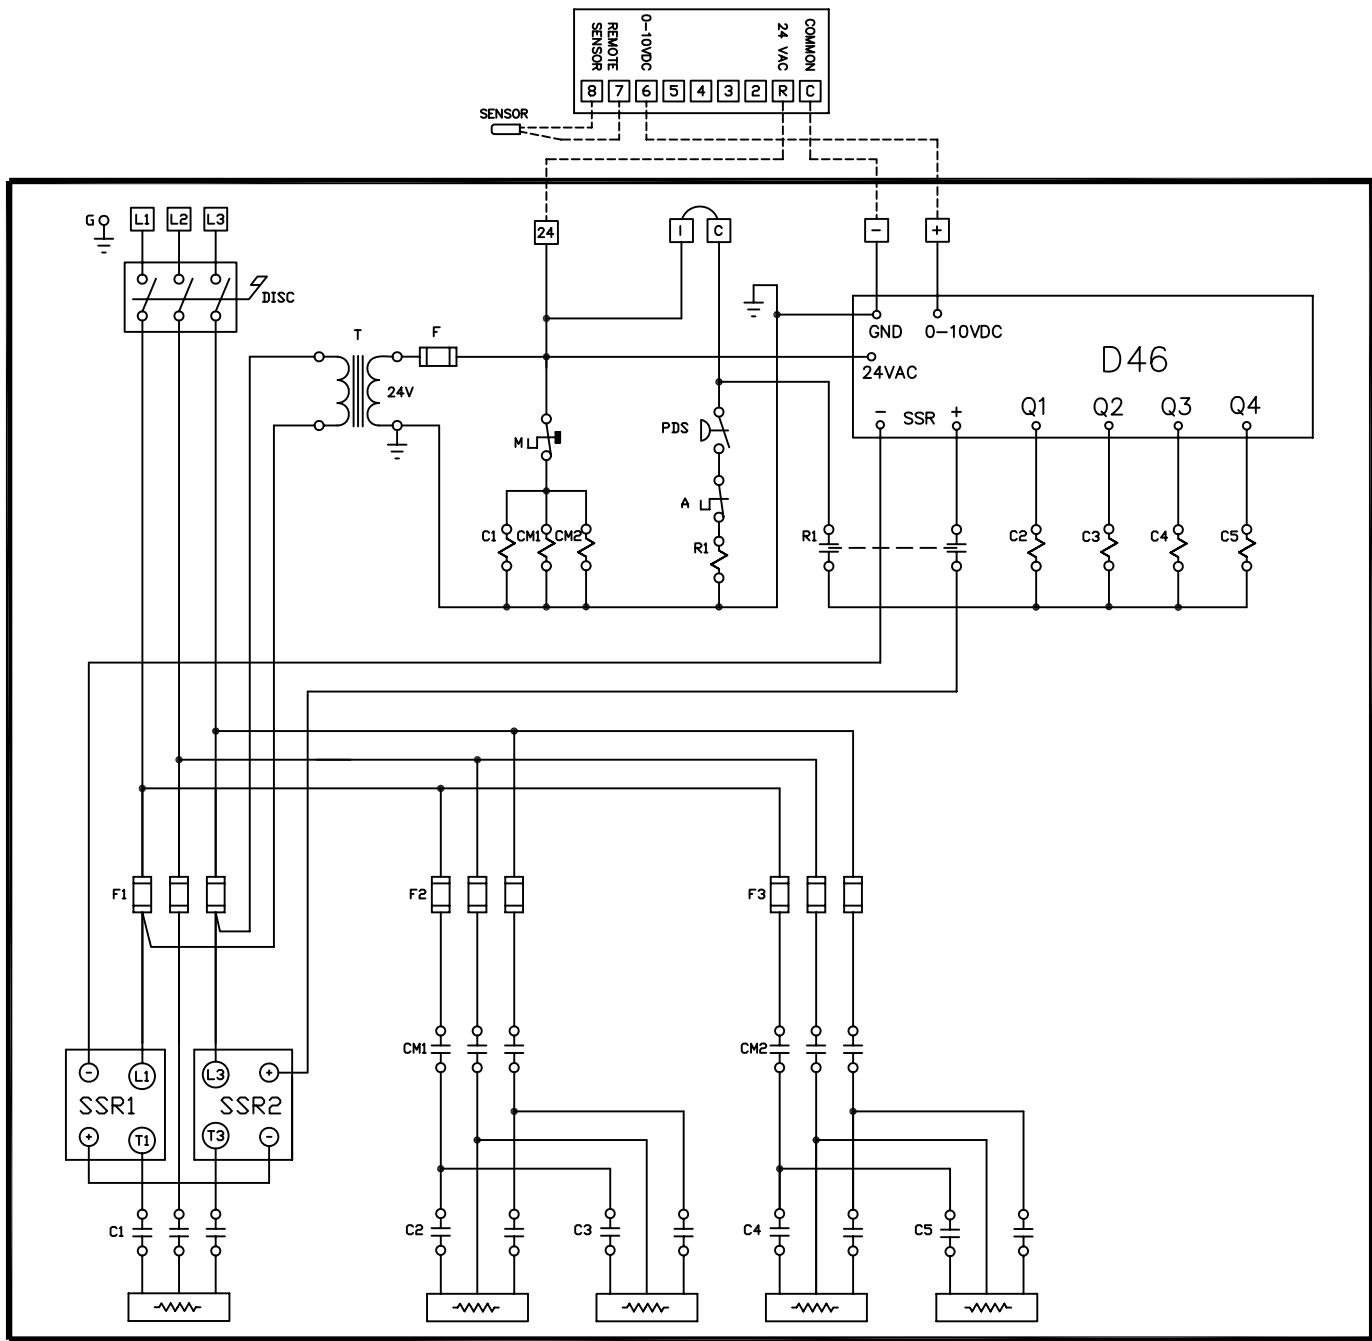 COMMON
24 VAC
0-10VDC
REMOTE
SENSOR
8 7 6 5 4 3 2 R C
SENSOR
G L1 L2 L3
24 I C - +
DISC
T F
24V
GND 0-10VDC
24VAC
D46
- SSR +
Q1 Q2 Q3 Q4
M
PDS
A
C1 CM1 CM2
R1
R1
C2 C3 C4 C5
F1 F2 F3
CM1 CM2
- L1 L3 +
SSR1 SSR2
+ T1 T3 -
C1 C2 C3 C4 C5